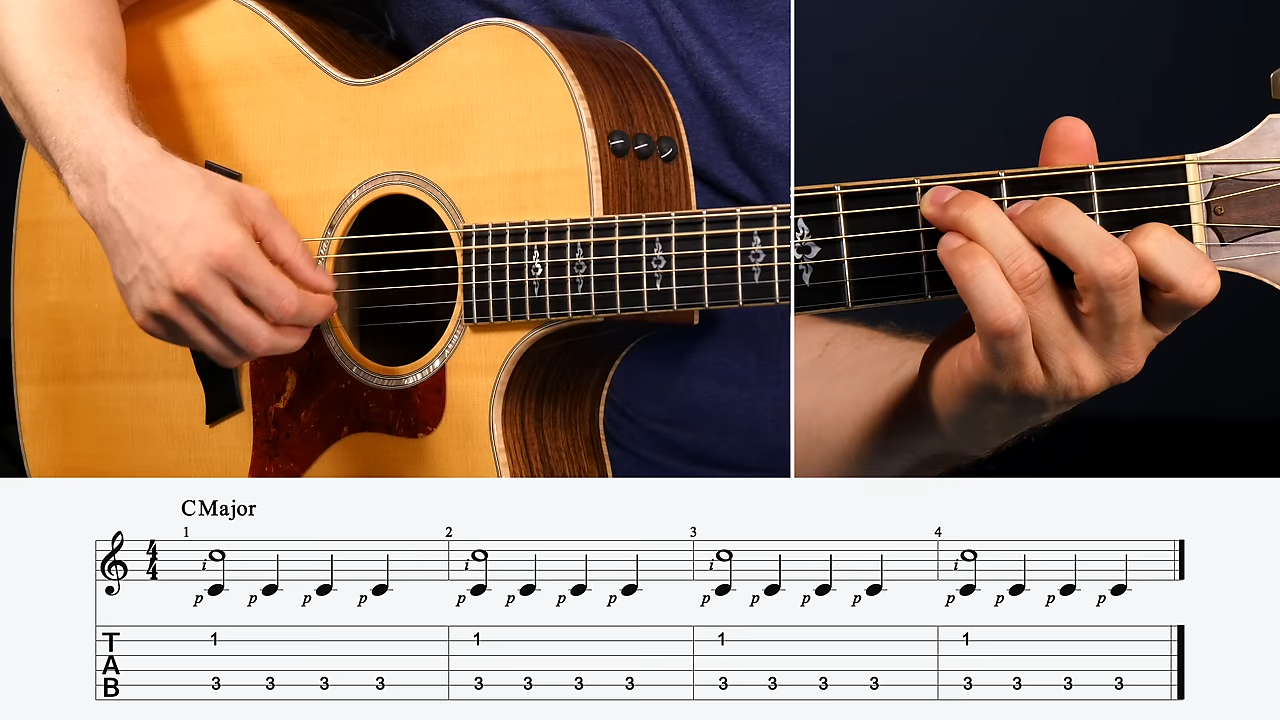 C Major
1 2 3 4
4
4
i i i i
p p p p p p p p p p p p p p p p
T 1 1 1 1
A
B 3 3 3 3 3 3 3 3 3 3 3 3 3 3 3 3